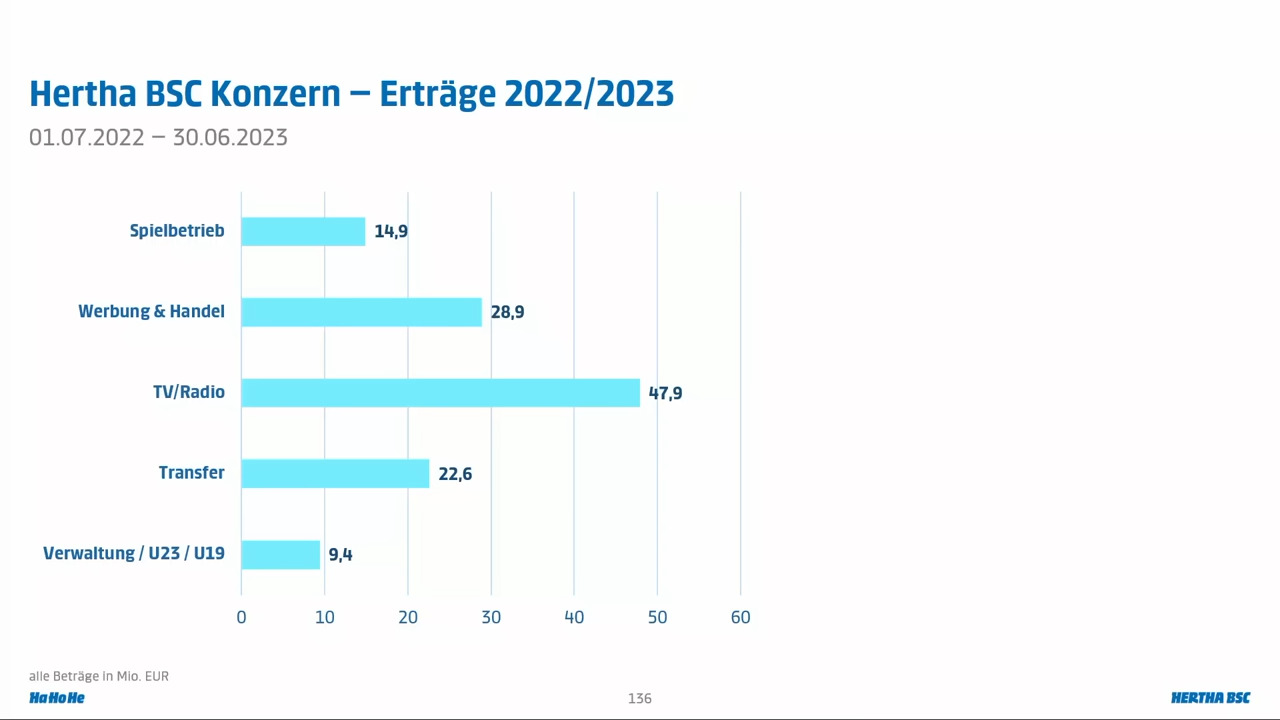 Hertha BSC Konzern – Erträge 2022/2023
01.07.2022 – 30.06.2023
Spielbetrieb 14,9
Werbung & Handel 28,9
TV/Radio 47,9
Transfer 22,6
Verwaltung / U23 / U19 9,4
0 10 20 30 40 50 60
alle Beträge in Mio. EUR
HaHoHe 136 HERTHA BSC